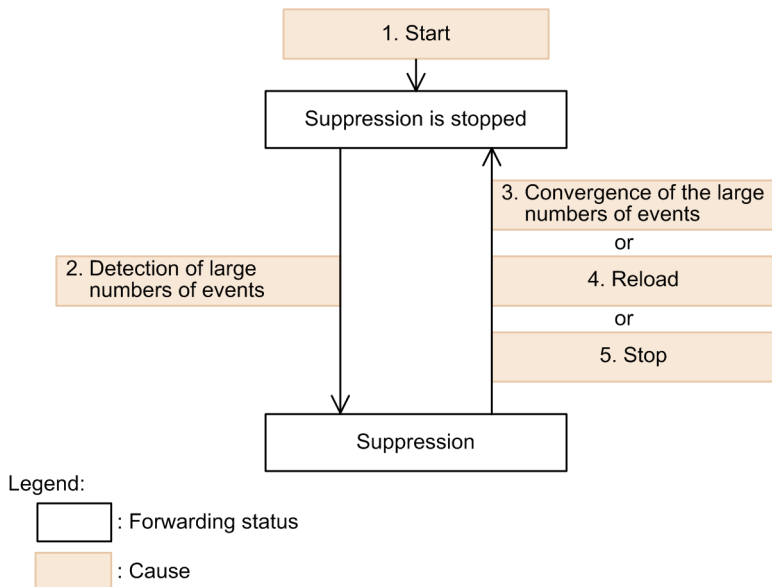 1. Start
Suppression is stopped
3. Convergence of the large
numbers of events
or
2. Detection of large
numbers of events
4. Reload
or
5. Stop
Suppression
Legend:
: Forwarding status
: Cause